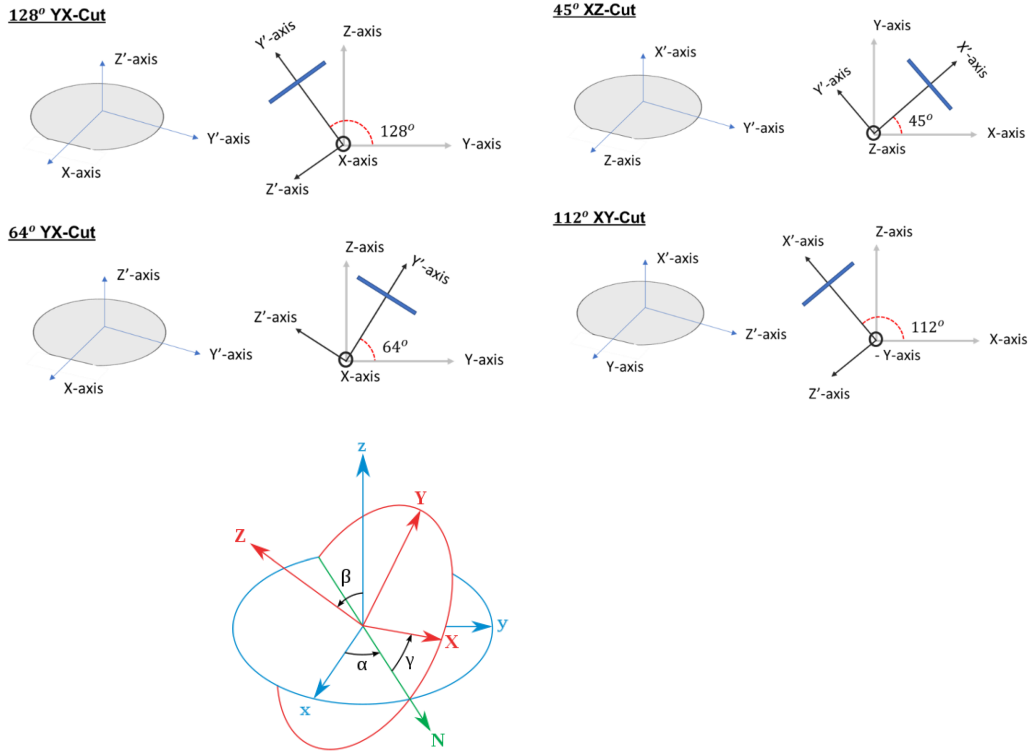 128° YX-Cut
Z'-axis
Y'-axis
X-axis
Y'-axis
Z-axis
128°
Y-axis
X-axis
Z'-axis
45° XZ-Cut
X'-axis
Y'-axis
Z-axis
Y-axis
X'-axis
Y'-axis
45°
X-axis
Z-axis
64° YX-Cut
Z'-axis
Y'-axis
X-axis
Z-axis
Y'-axis
Z'-axis
64°
Y-axis
X-axis
112° XY-Cut
X'-axis
Z'-axis
Y-axis
X'-axis
Z-axis
112°
X-axis
- Y-axis
Z'-axis
z
Y
Z
β
y
X
α
γ
x
N